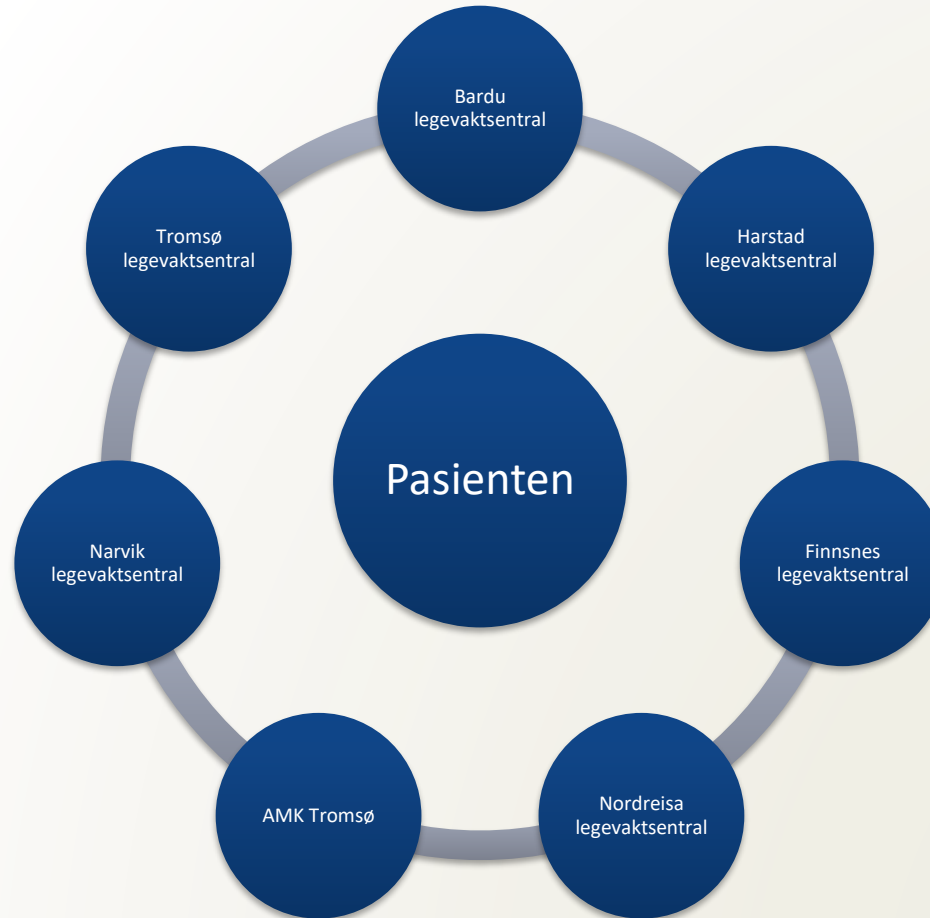 Bardu
legevaktsentral
Harstad
legevaktsentral
Finnsnes
legevaktsentral
Nordreisa
legevaktsentral
AMK Tromsø
Narvik
legevaktsentral
Tromsø
legevaktsentral
Pasienten